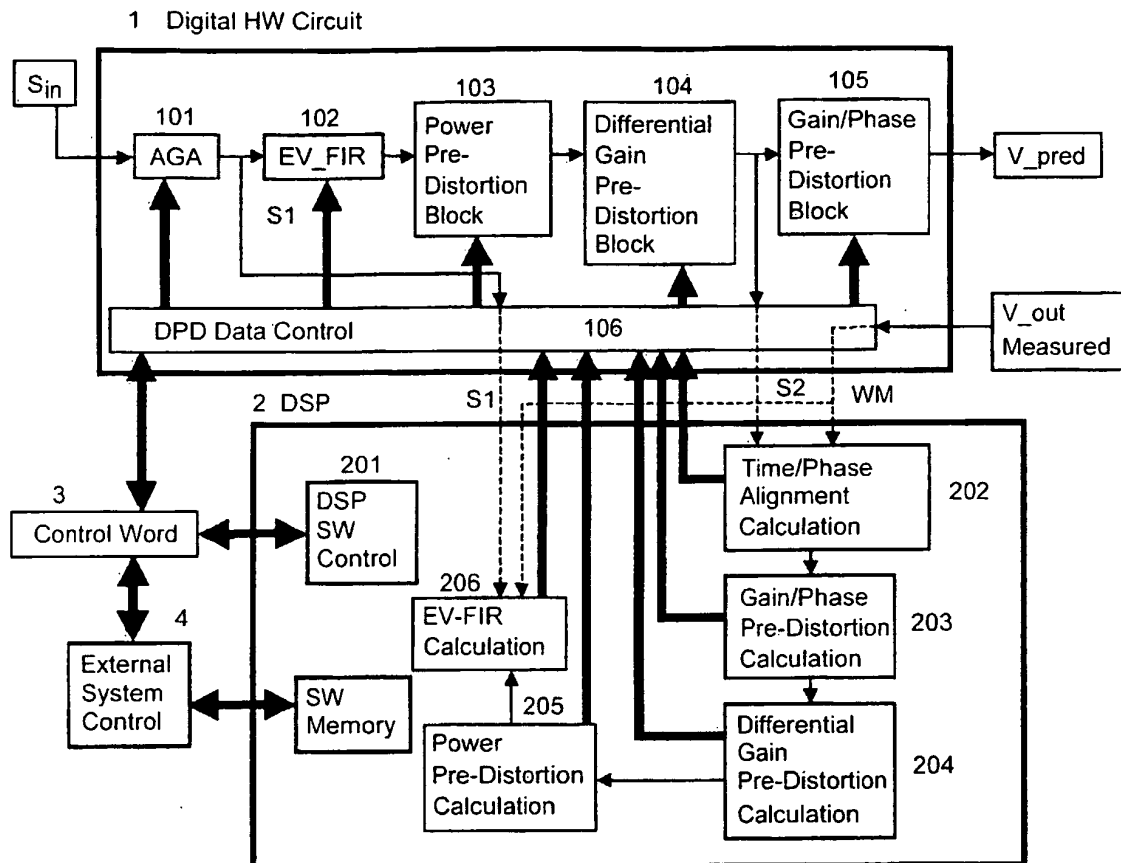 1 Digital HW Circuit
Sin
101
AGA
102
EV_FIR
103
Power
Pre-
Distortion
Block
104
Differential
Gain
Pre-
Distortion
Block
105
Gain/Phase
Pre-
Distortion
Block
V_pred
S1
DPD Data Control
106
V_out
Measured
S1
S2
WM
2 DSP
201
DSP
SW
Control
3
Control Word
4
External
System
Control
SW
Memory
206
EV-FIR
Calculation
205
Power
Pre-Distortion
Calculation
Time/Phase
Alignment
Calculation
202
Gain/Phase
Pre-Distortion
Calculation
203
Differential
Gain
Pre-Distortion
Calculation
204